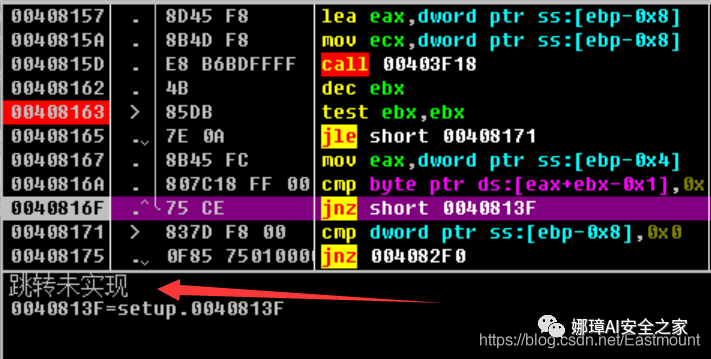 00408157 . 8D45 F8 lea eax,dword ptr ss:[ebp-0x8]
0040815A . 8B4D F8 mov ecx,dword ptr ss:[ebp-0x8]
0040815D . E8 B6BDFFFF call 00403F18
00408162 . 4B dec ebx
00408163 > 85DB test ebx,ebx
00408165 . 7E 0A jle short 00408171
00408167 . 8B45 FC mov eax,dword ptr ss:[ebp-0x4]
0040816A . 807C18 FF 00 cmp byte ptr ds:[eax+ebx-0x1],0x
0040816F . 75 CE jnz short 0040813F
00408171 > 837D F8 00 cmp dword ptr ss:[ebp-0x8],0x0
00408175 . 0F85 75010000 jnz 004082F0
跳转未实现
0040813F=setup.0040813F
娜璋AI安全之家
https://blog.csdn.net/Eastmount